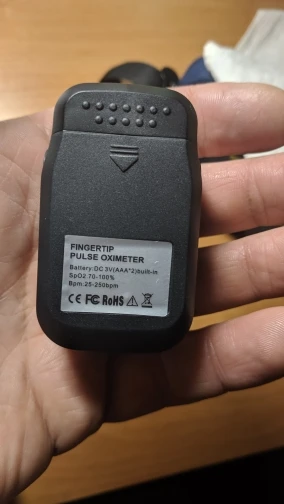 FINGERTIP
PULSE OXIMETER
Battery:DC 3V(AAA*2)built-in
SpO2:70-100%
Bpm:25-250bpm
CE FC RoHS